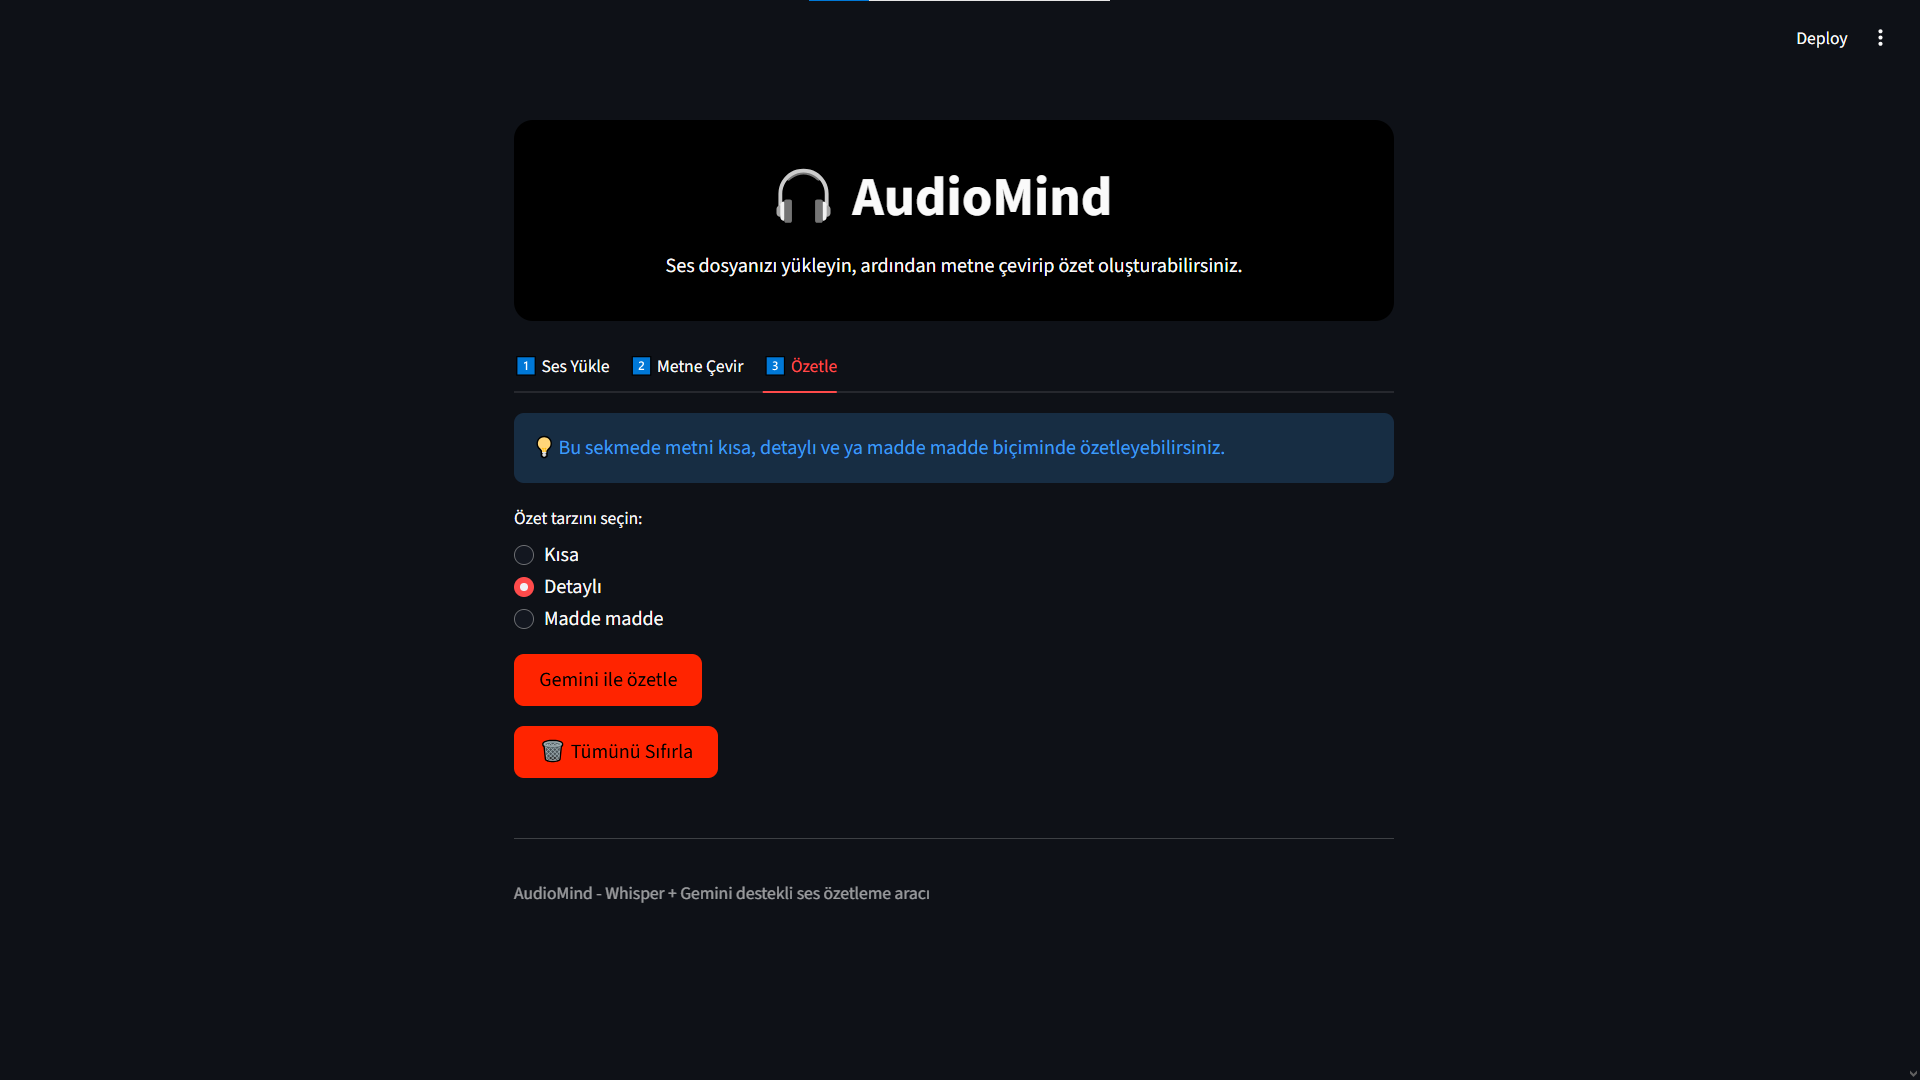 Deploy
🎧 AudioMind
Ses dosyanızı yükleyin, ardından metne çevirip özet oluşturabilirsiniz.
1 Ses Yükle 2 Metne Çevir 3 Özetle
💡 Bu sekmede metni kısa, detaylı ve ya madde madde biçiminde özetleyebilirsiniz.
Özet tarzını seçin:
Kısa
Detaylı
Madde madde
Gemini ile özetle
🗑️ Tümünü Sıfırla
AudioMind - Whisper + Gemini destekli ses özetleme aracı